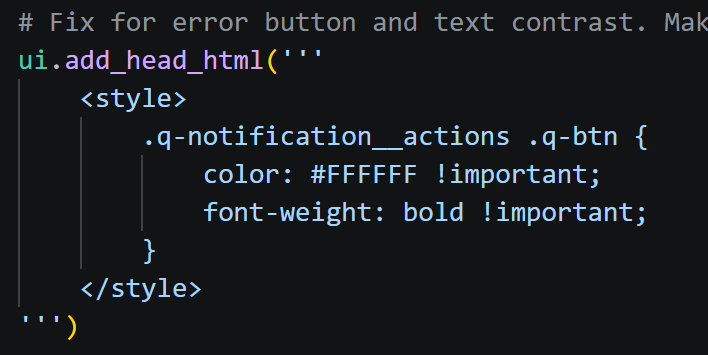 # Fix for error button and text contrast. Mak
ui.add_head_html('''
    <style>
        .q-notification__actions .q-btn {
            color: #FFFFFF !important;
            font-weight: bold !important;
        }
    </style>
''')